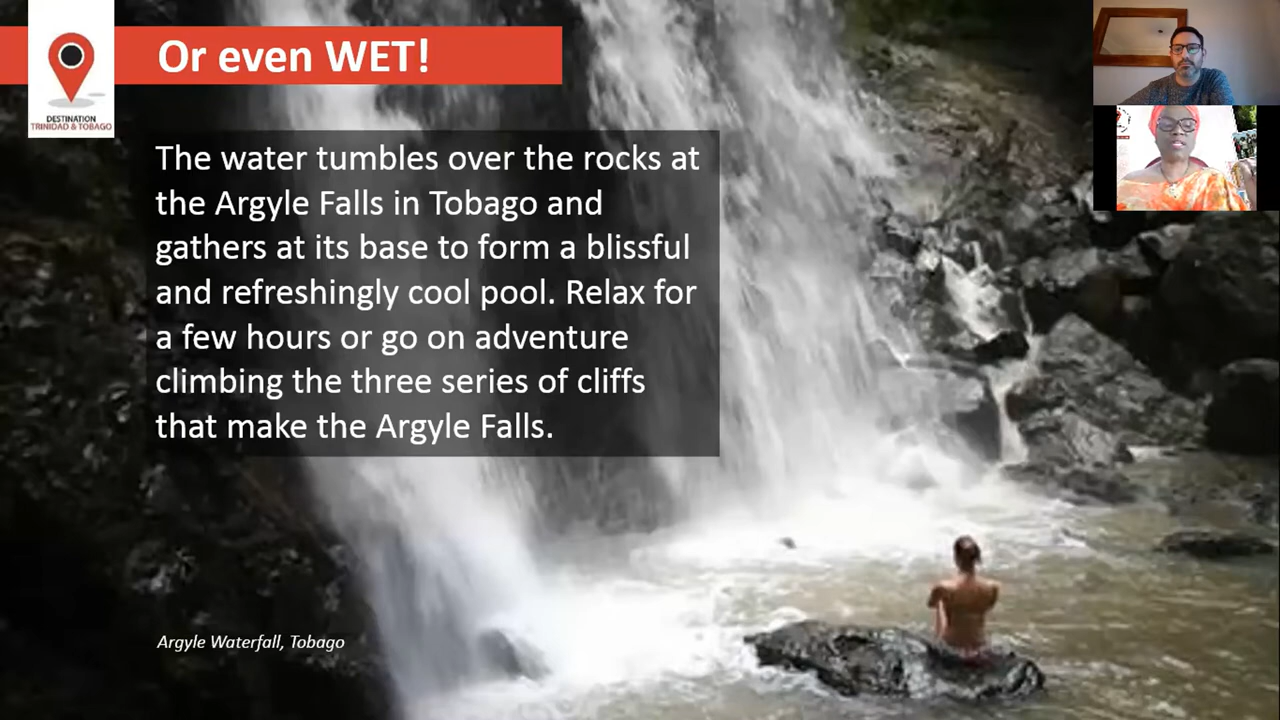 Or even WET!
DESTINATION
TRINIDAD & TOBAGO
The water tumbles over the rocks at
the Argyle Falls in Tobago and
gathers at its base to form a blissful
and refreshingly cool pool. Relax for
a few hours or go on adventure
climbing the three series of cliffs
that make the Argyle Falls.
Argyle Waterfall, Tobago